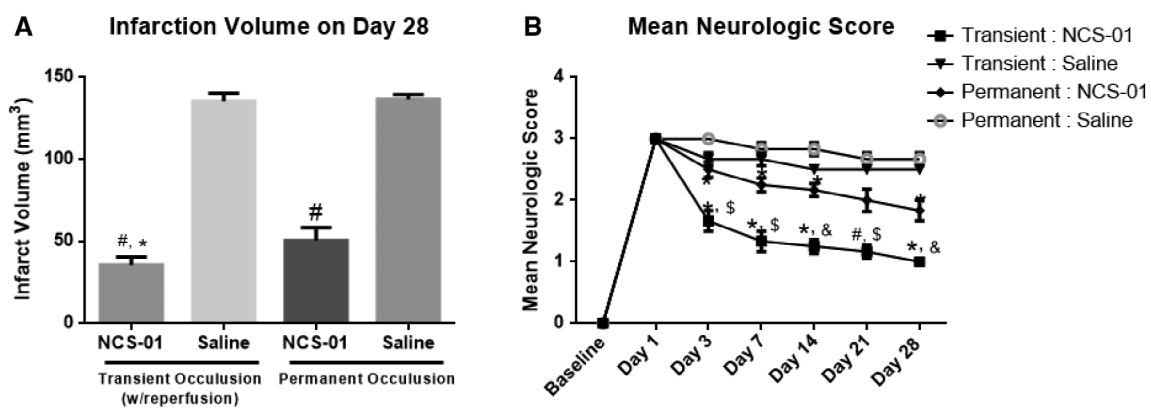 A
Infarction Volume on Day 28
Infarct Volume (mm³)
150
100
50
0
#, *
#
NCS-01
Saline
NCS-01
Saline
Transient Occulusion
(w/reperfusion)
Permanent Occulusion
B
Mean Neurologic Score
Transient : NCS-01
Transient : Saline
Permanent : NCS-01
Permanent : Saline
Mean Neurologic Score
4
3
2
1
0
* * * *
*, $
*, $
*, &
#, $
*, &
Baseline
Day 1
Day 3
Day 7
Day 14
Day 21
Day 28